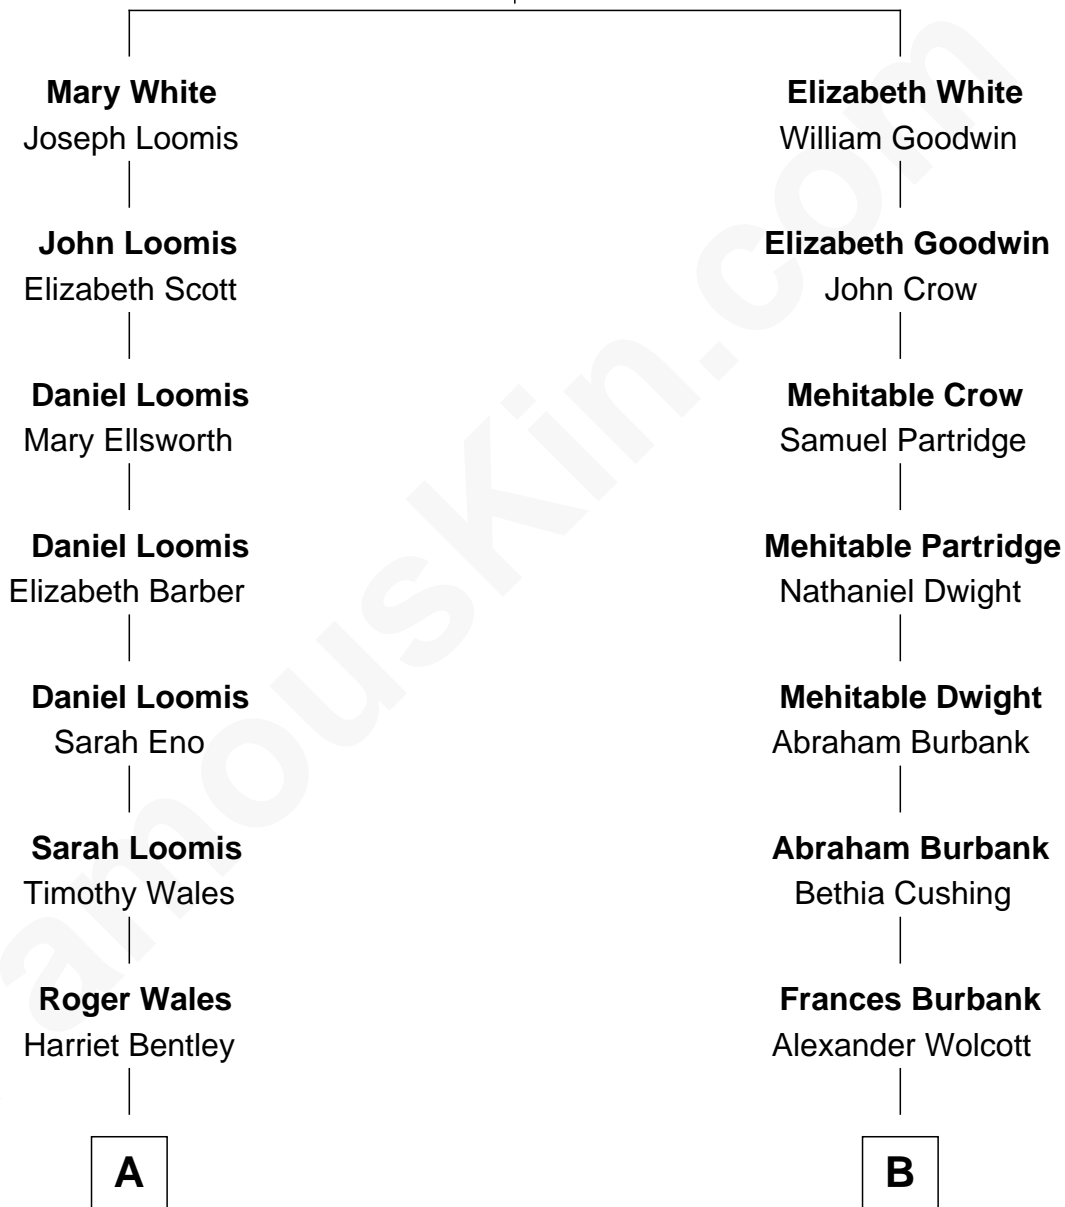 Mary White
Joseph Loomis
John Loomis
Elizabeth Scott
Daniel Loomis
Mary Ellsworth
Daniel Loomis
Elizabeth Barber
Daniel Loomis
Sarah Eno
Sarah Loomis
Timothy Wales
Roger Wales
Harriet Bentley
A
Elizabeth White
William Goodwin
Elizabeth Goodwin
John Crow
Mehitable Crow
Samuel Partridge
Mehitable Partridge
Nathaniel Dwight
Mehitable Dwight
Abraham Burbank
Abraham Burbank
Bethia Cushing
Frances Burbank
Alexander Wolcott
B
amousKin.com